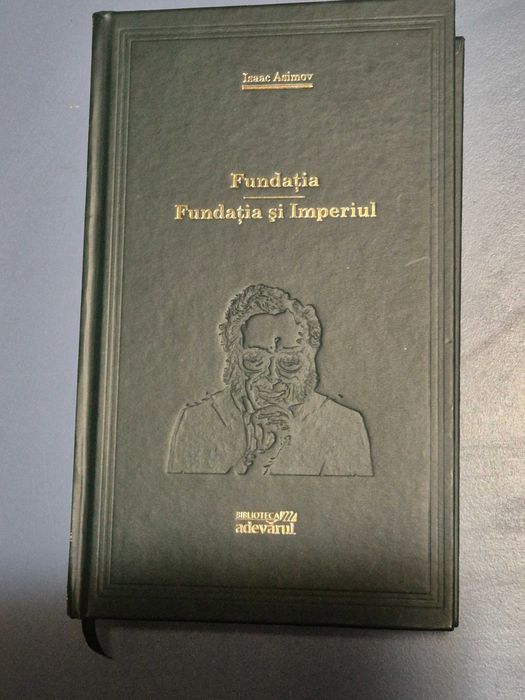 Isaac Asimov
Fundația
Fundația și Imperiul
BIBLIOTECA
adevărul